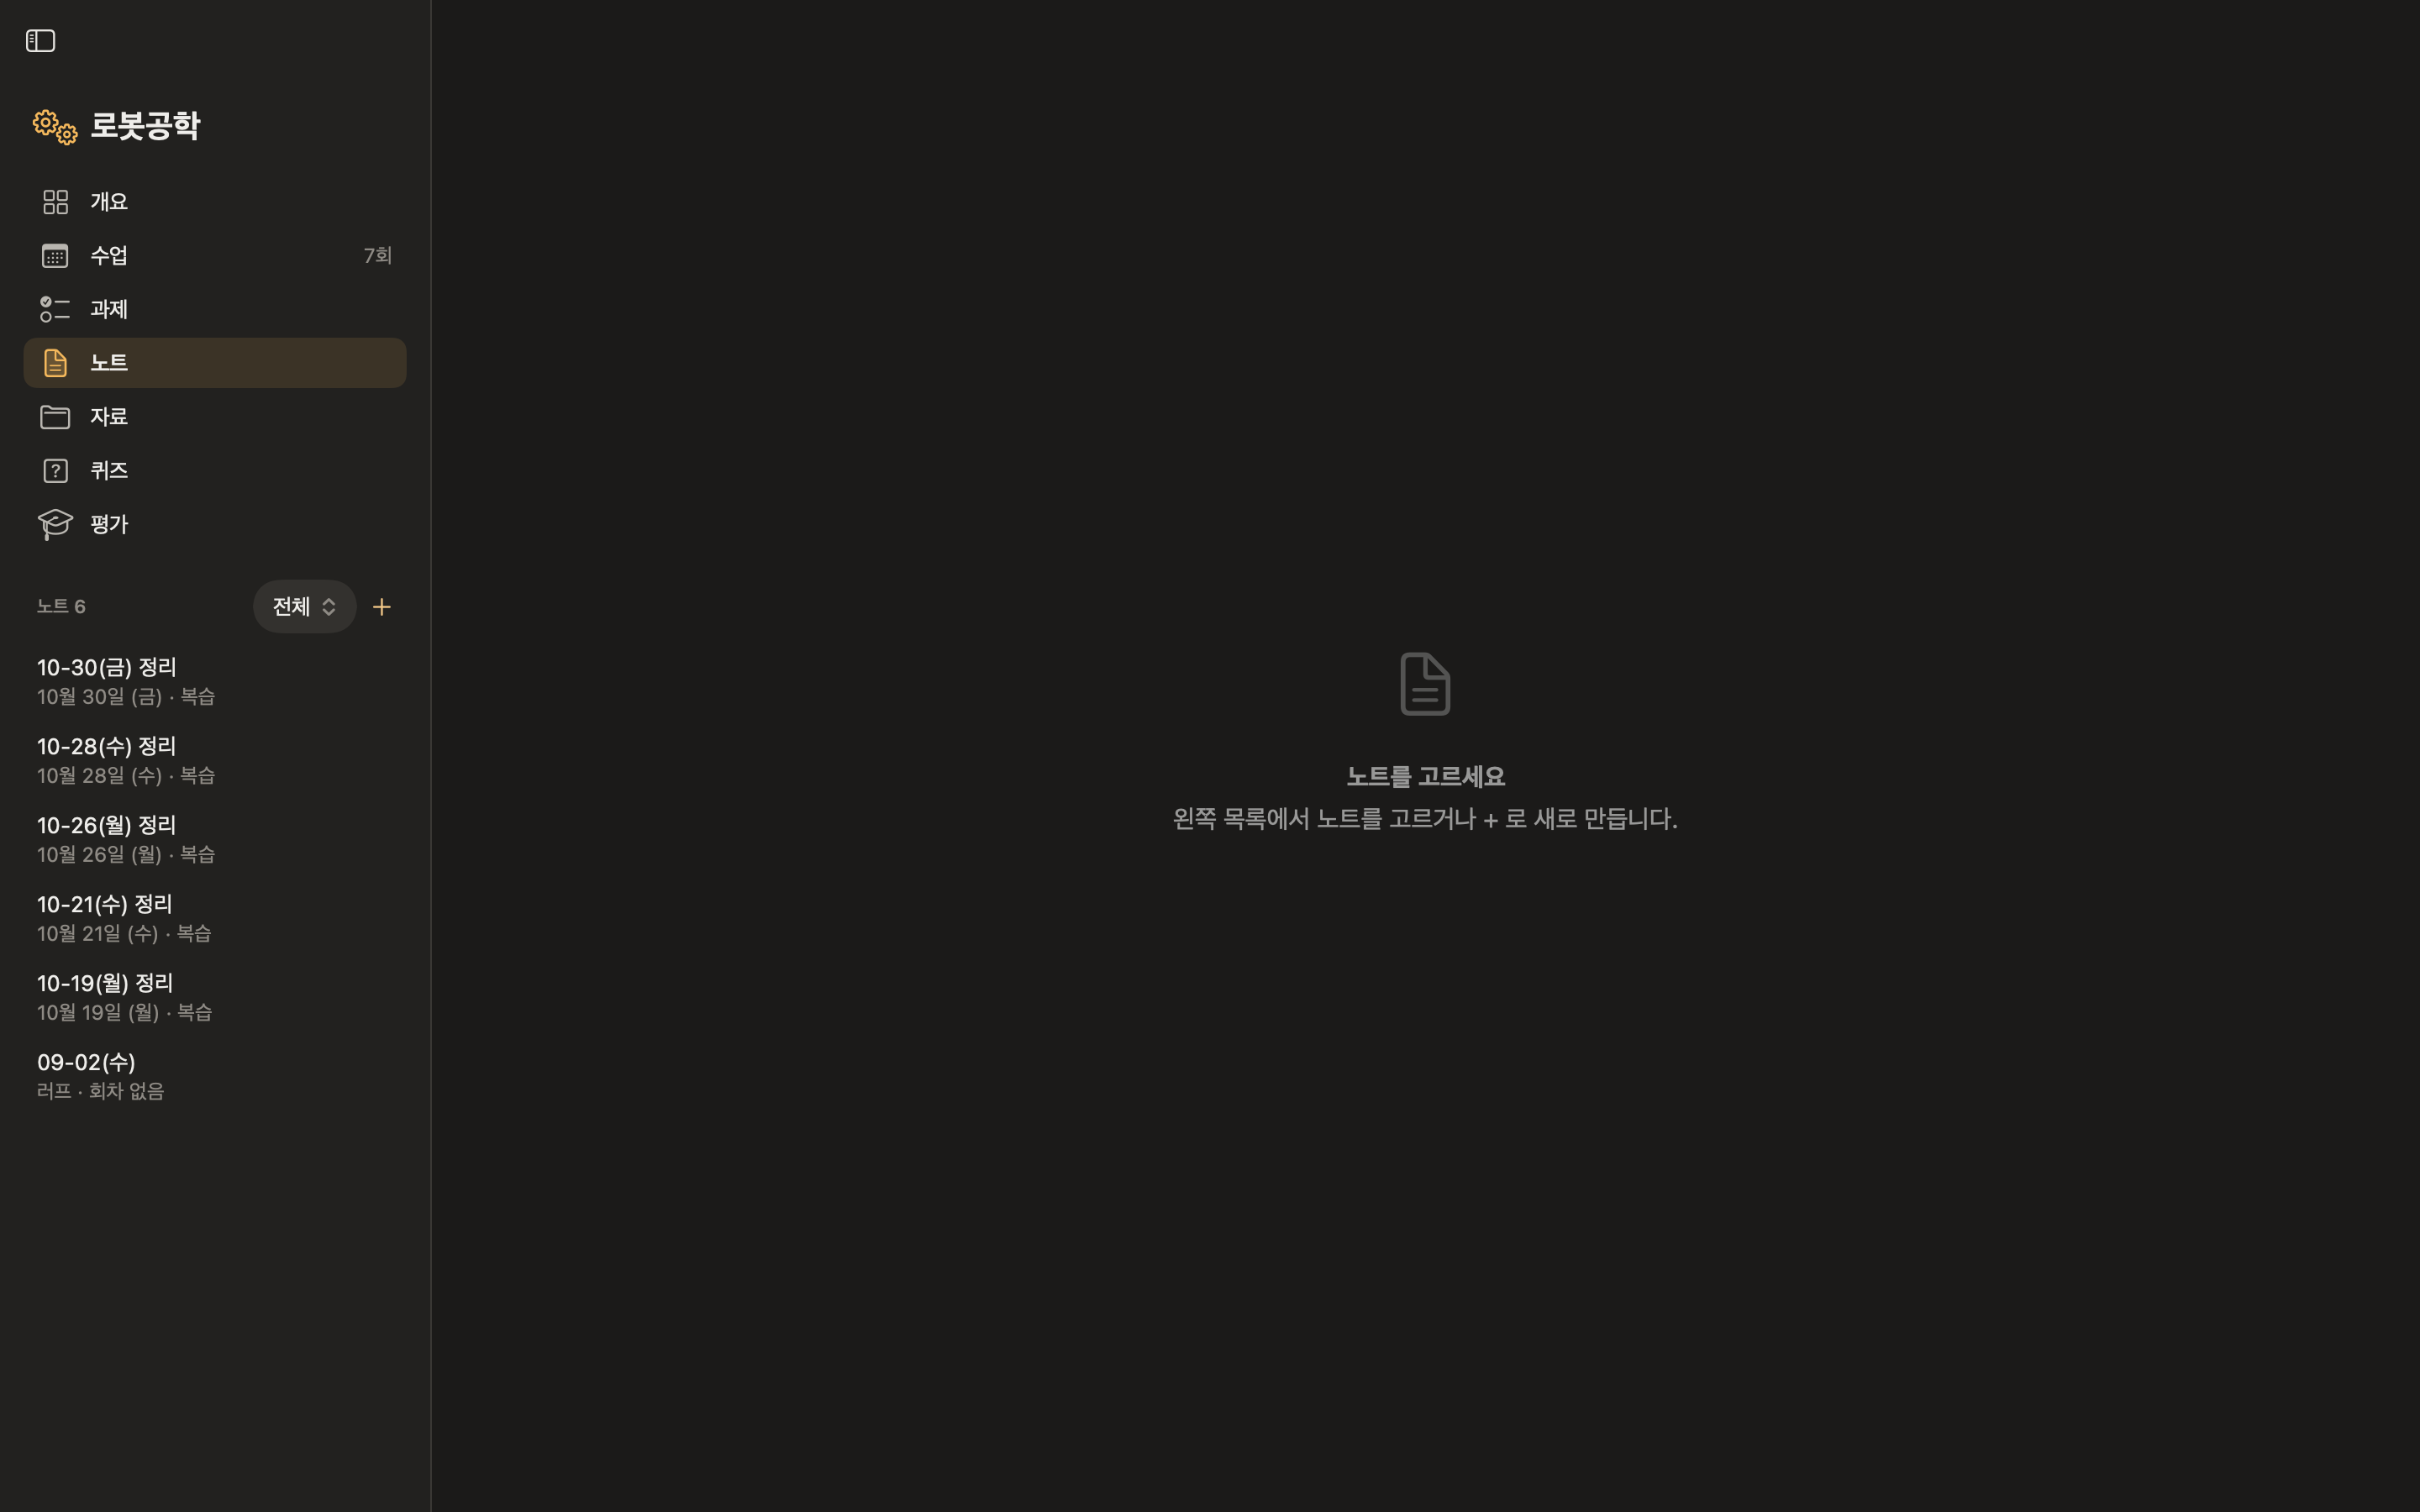 로봇공학
개요
수업 7회
과제
노트
자료
퀴즈
평가
노트 6 전체 +
10-30(금) 정리
10월 30일 (금) · 복습
10-28(수) 정리
10월 28일 (수) · 복습
10-26(월) 정리
10월 26일 (월) · 복습
10-21(수) 정리
10월 21일 (수) · 복습
10-19(월) 정리
10월 19일 (월) · 복습
09-02(수)
러프 · 회차 없음
노트를 고르세요
왼쪽 목록에서 노트를 고르거나 + 로 새로 만듭니다.